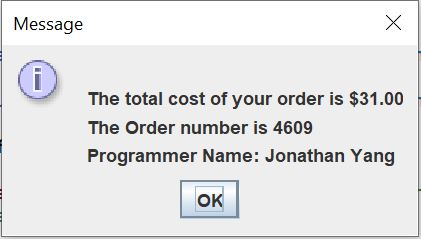 Message
The total cost of your order is $31.00
The Order number is 4609
Programmer Name: Jonathan Yang
OK